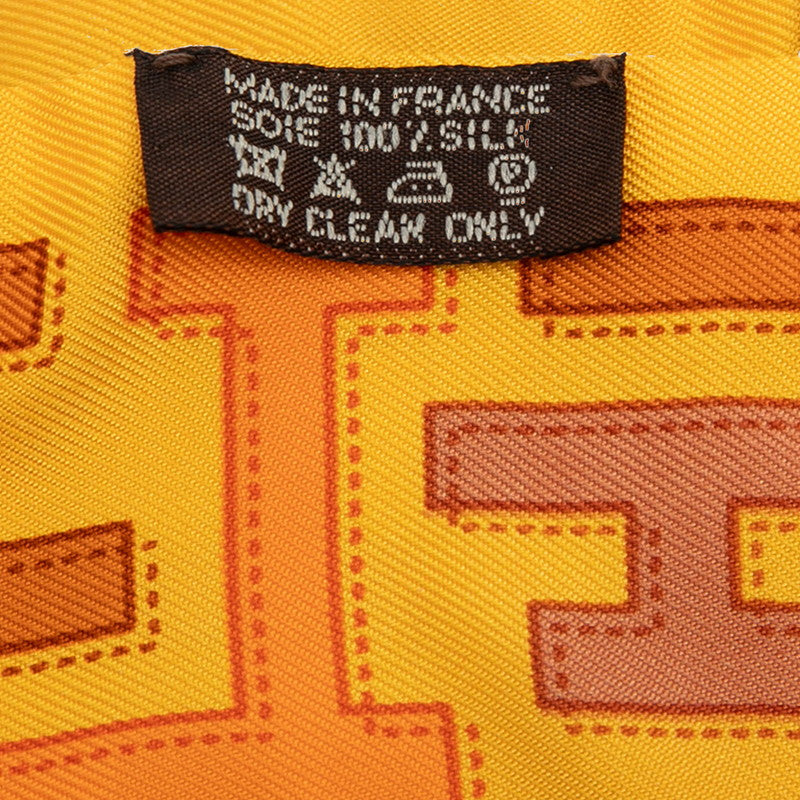 MADE IN FRANCE
SOIE 100% SILK
P
DRY CLEAN ONLY